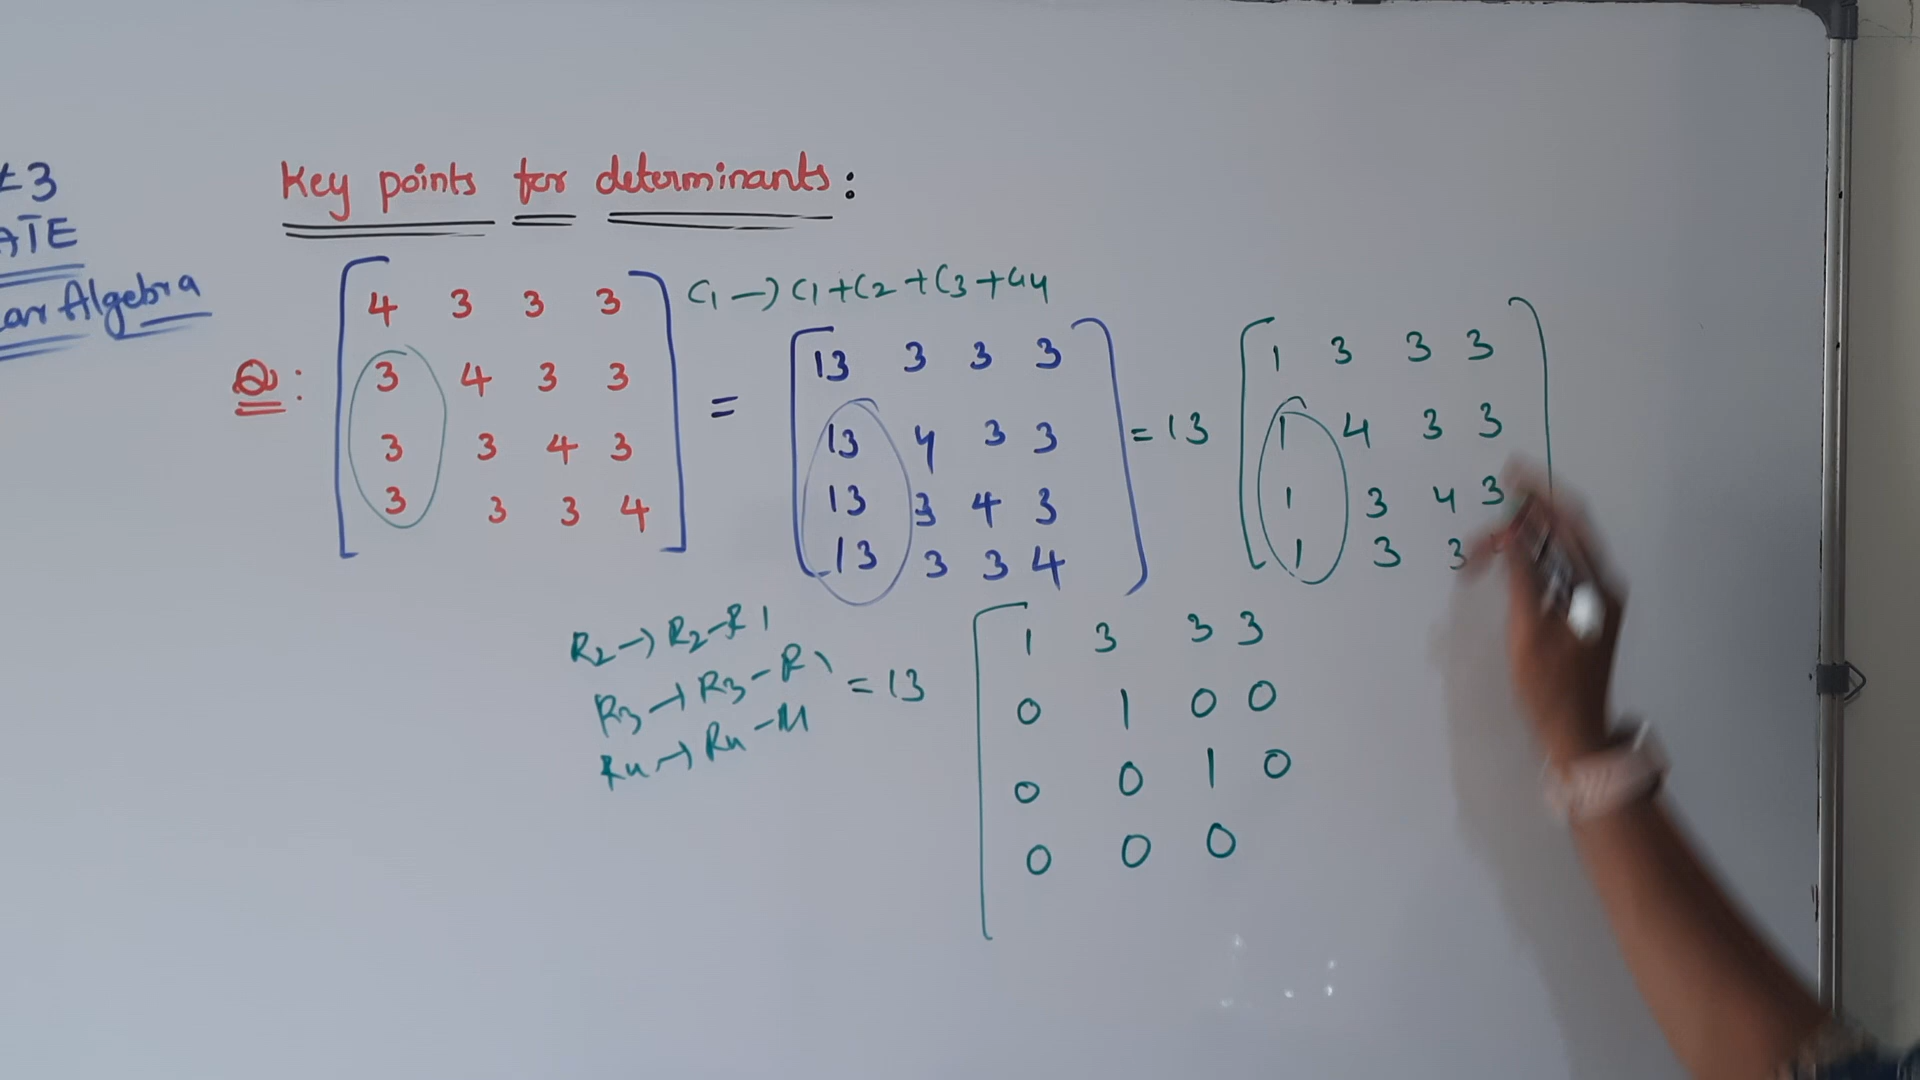 ±3
ATE
ar Algebra
Key points for determinants:
C1 → C1 + C2 + C3 + C4
Q:
4 3 3 3
3 4 3 3
3 3 4 3
3 3 3 4
=
13 3 3 3
13 4 3 3
13 3 4 3
13 3 3 4
= 13
1 3 3 3
1 4 3 3
1 3 4 3
1 3 3
R2 → R2 - R1
R3 → R3 - R1
R4 → R4 - R1
= 13
1 3 3 3
0 1 0 0
0 0 1 0
0 0 0